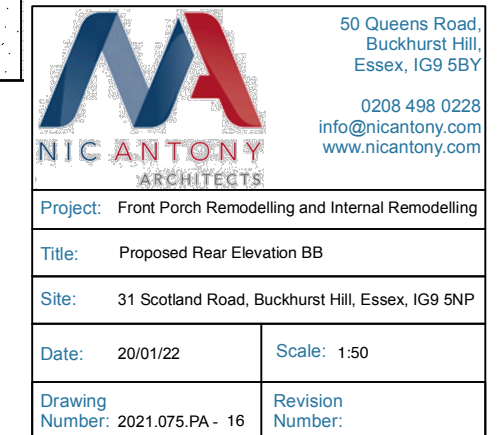 50 Queens Road,
Buckhurst Hill,
Essex, IG9 5BY
0208 498 0228
info@nicantony.com
www.nicantony.com
NIC ANTONY
ARCHITECTS
Project: Front Porch Remodelling and Internal Remodelling
Title: Proposed Rear Elevation BB
Site: 31 Scotland Road, Buckhurst Hill, Essex, IG9 5NP
Date: 20/01/22
Scale: 1:50
Drawing
Number: 2021.075.PA - 16
Revision
Number: